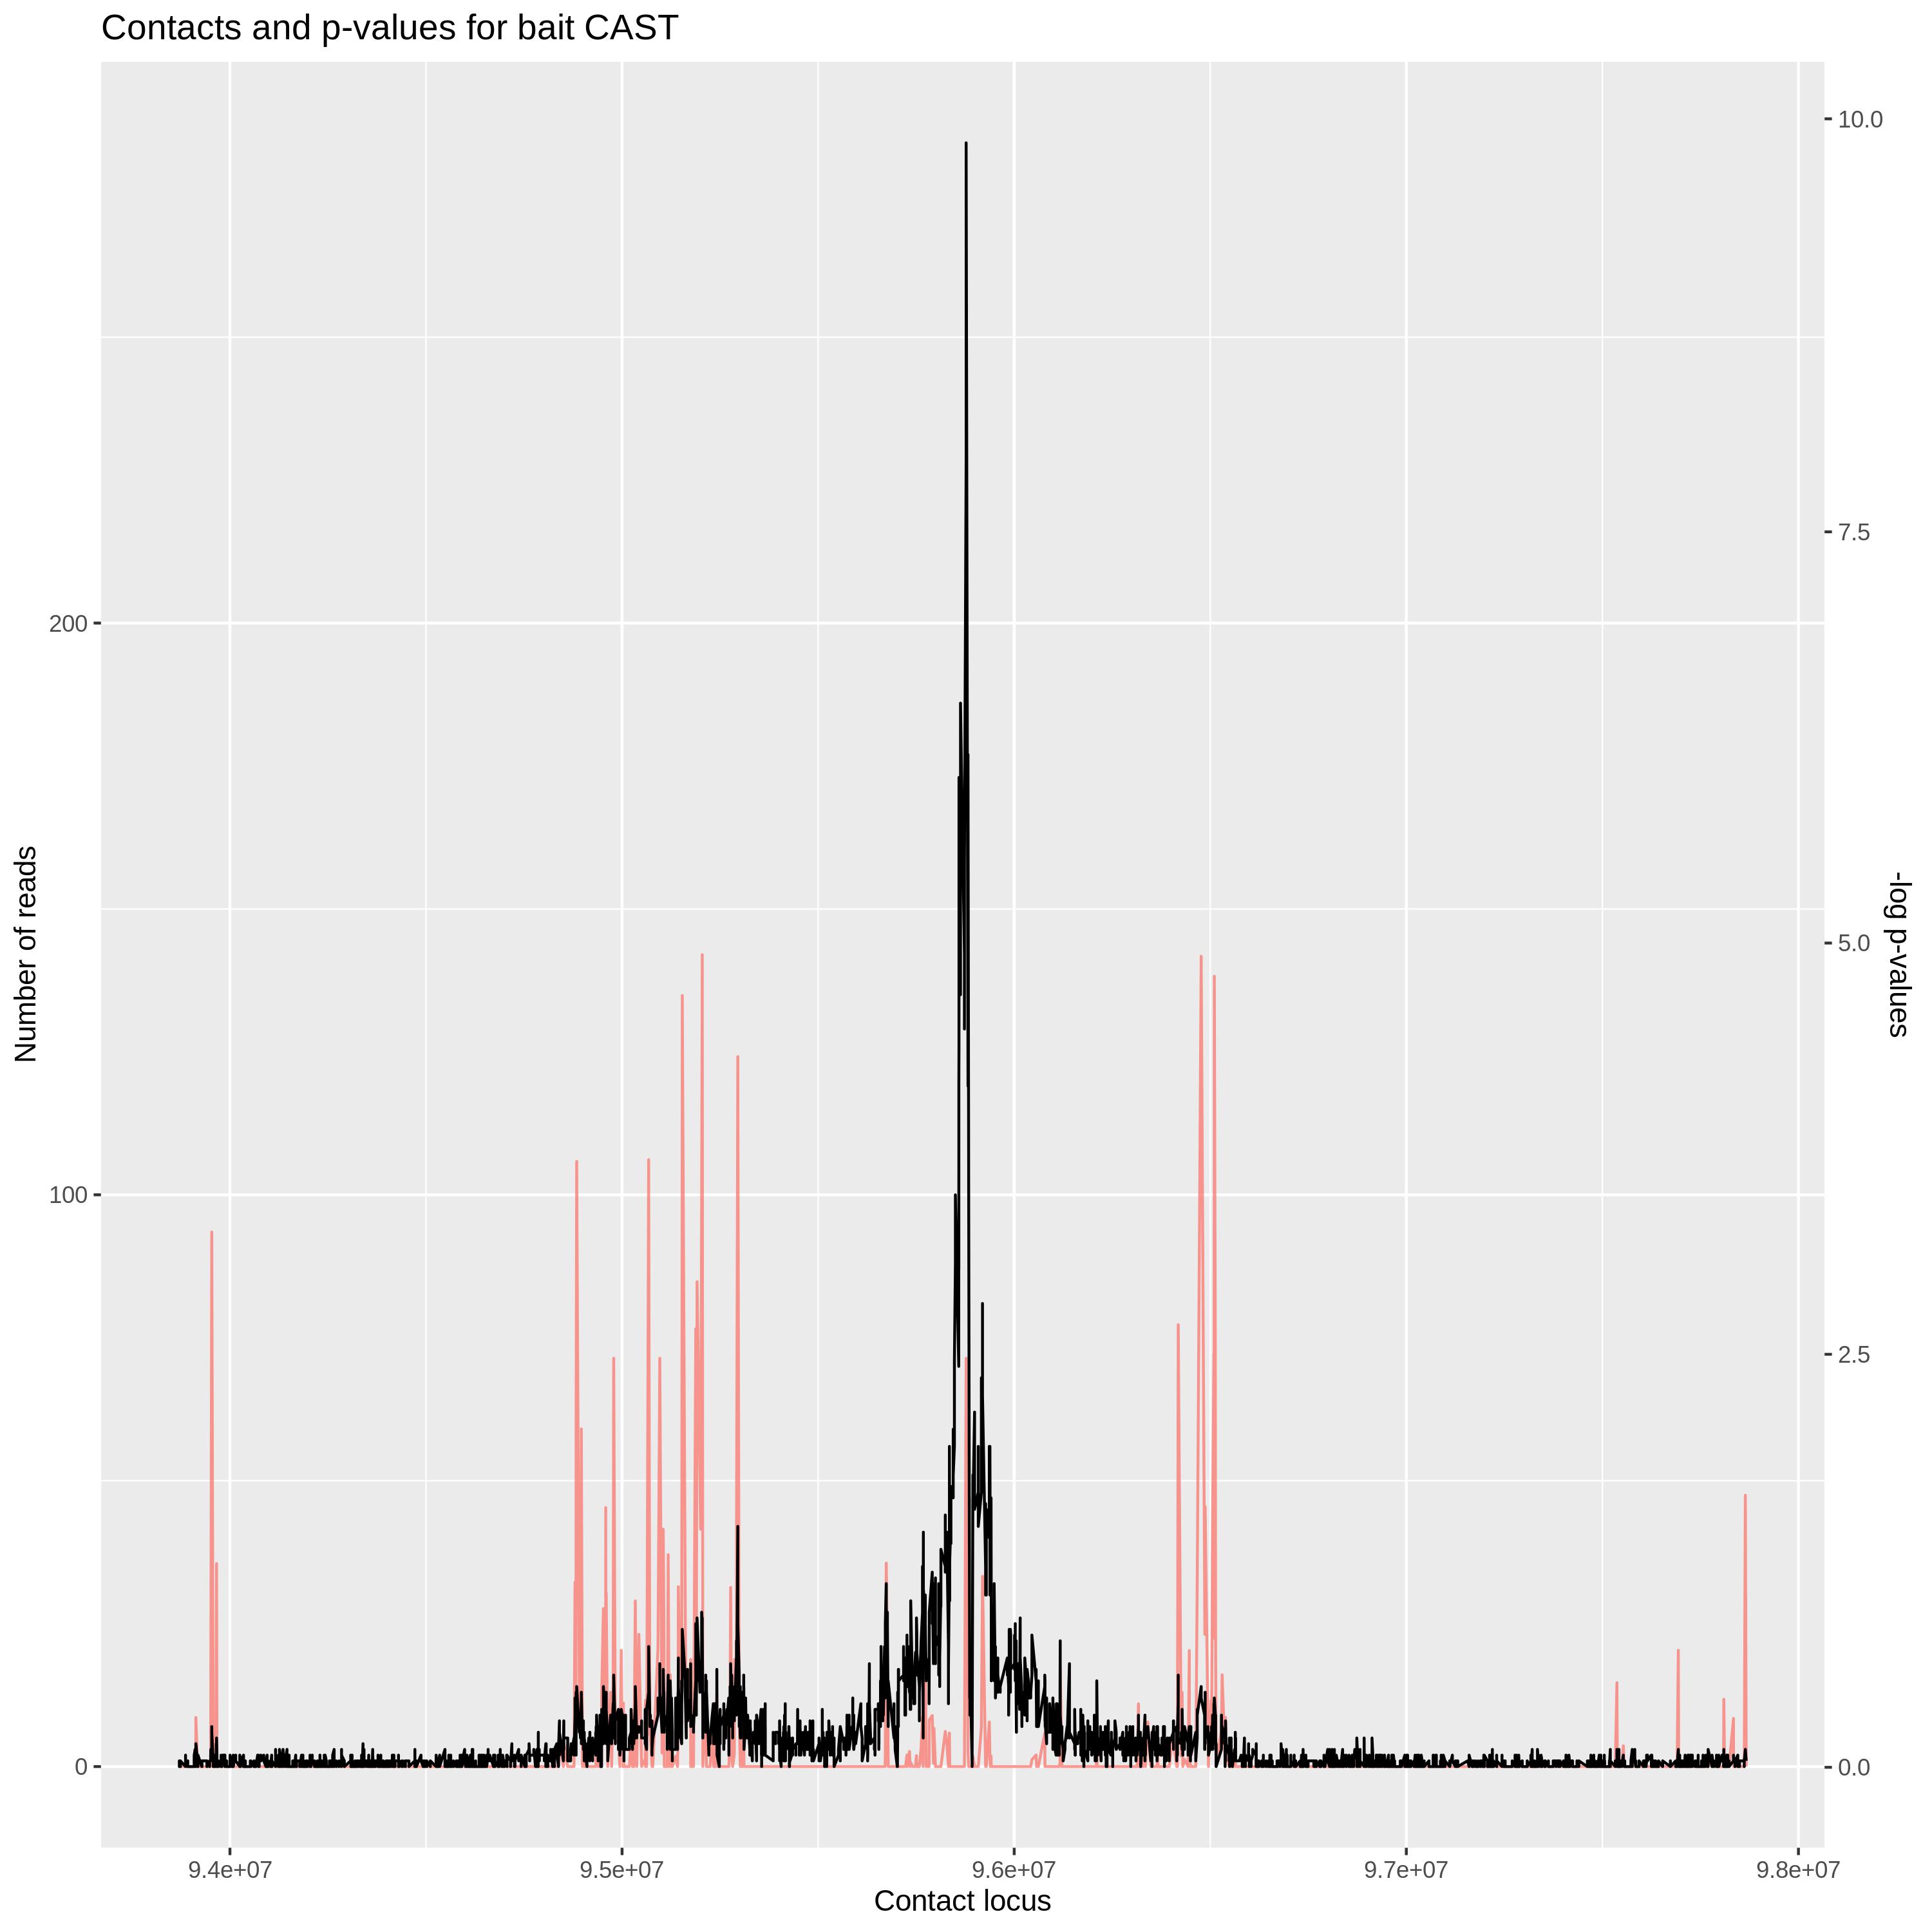 Contacts and p-values for bait CAST
10.0
7.5
200
5.0
Number of reads
-log p-values
100
2.5
0
0.0
9.4e+07 9.5e+07 9.6e+07 9.7e+07 9.8e+07
Contact locus